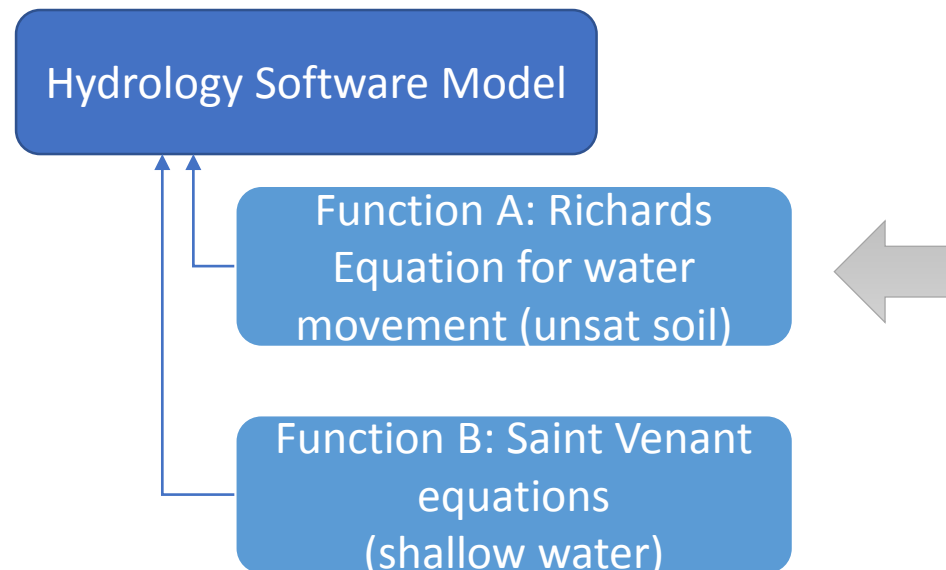 Hydrology Software Model
Function A: Richards
Equation for water
movement (unsat soil)
Function B: Saint Venant
equations
(shallow water)